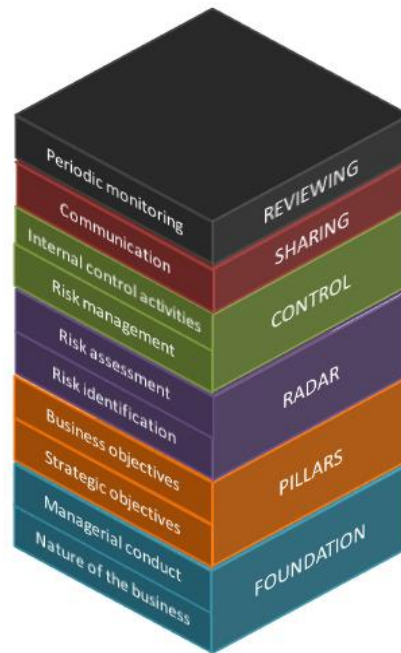 Periodic monitoring
REVIEWING
Communication
SHARING
Internal control activities
Risk management
CONTROL
Risk assessment
Risk identification
RADAR
Business objectives
Strategic objectives
PILLARS
Managerial conduct
Nature of the business
FOUNDATION